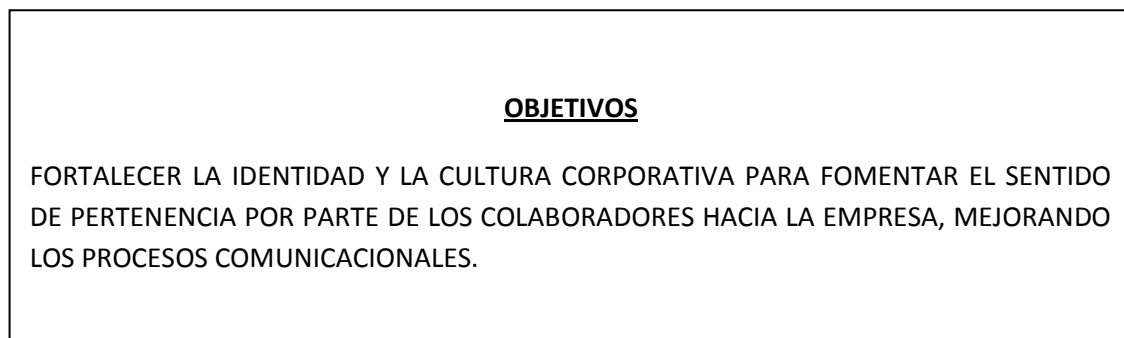 OBJETIVOS
FORTALECER LA IDENTIDAD Y LA CULTURA CORPORATIVA PARA FOMENTAR EL SENTIDO
DE PERTENENCIA POR PARTE DE LOS COLABORADORES HACIA LA EMPRESA, MEJORANDO
LOS PROCESOS COMUNICACIONALES.